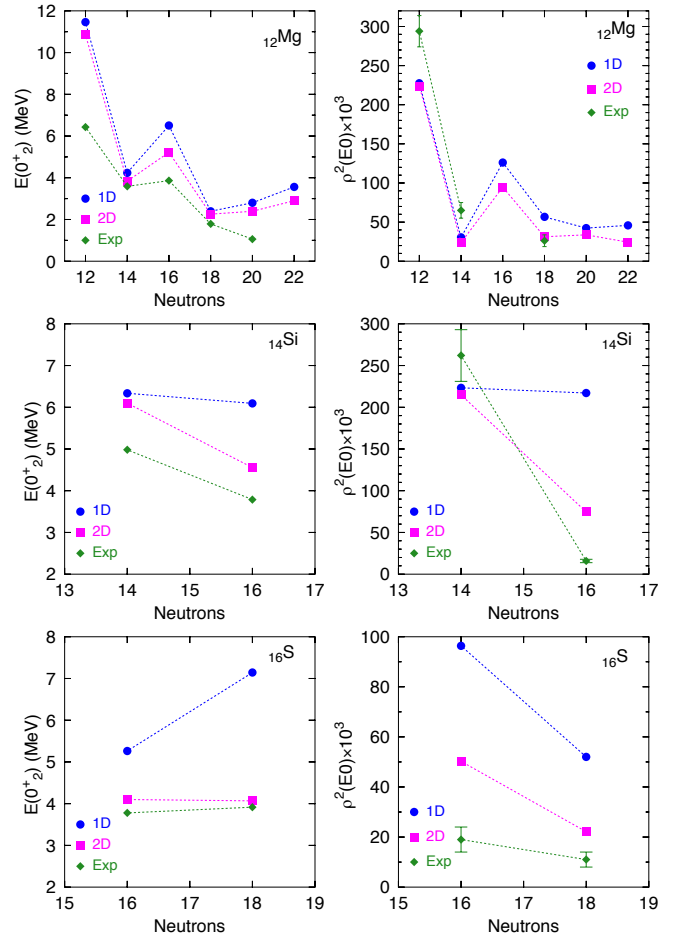 ₁₂Mg
E(0⁺₂) (MeV)
12
10
8
6
4
2
0
1D
2D
Exp
12 14 16 18 20 22
Neutrons
₁₂Mg
ρ²(E0)×10³
300
250
200
150
100
50
0
1D
2D
Exp
12 14 16 18 20 22
Neutrons
₁₄Si
E(0⁺₂) (MeV)
8
7
6
5
4
3
2
1D
2D
Exp
13 14 15 16 17
Neutrons
₁₄Si
ρ²(E0)×10³
300
250
200
150
100
50
0
1D
2D
Exp
13 14 15 16 17
Neutrons
₁₆S
E(0⁺₂) (MeV)
8
7
6
5
4
3
2
1D
2D
Exp
15 16 17 18 19
Neutrons
₁₆S
ρ²(E0)×10³
100
80
60
40
20
0
1D
2D
Exp
15 16 17 18 19
Neutrons